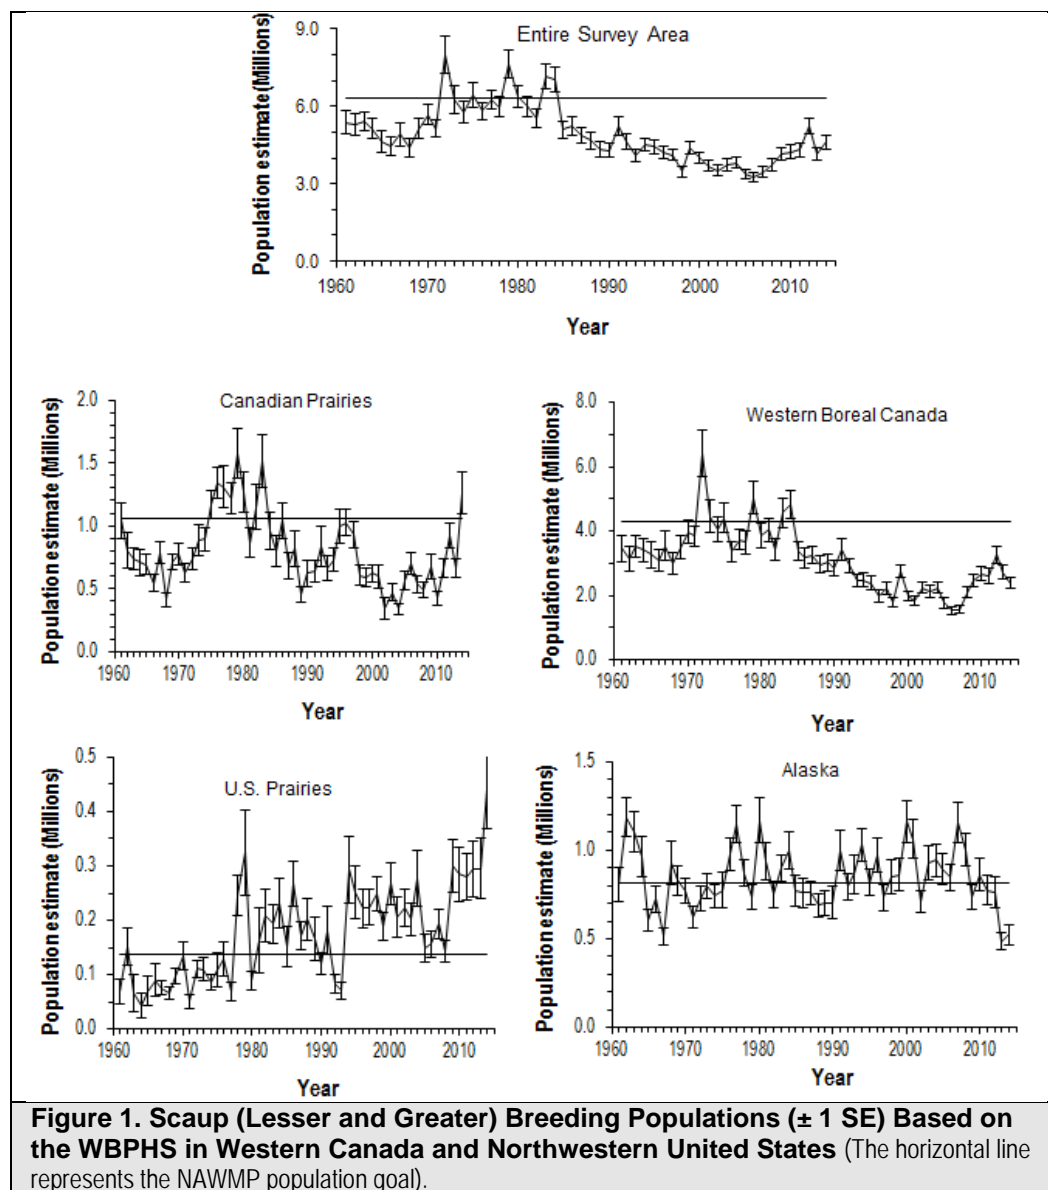 Entire Survey Area
Population estimate (Millions)
9.0
6.0
3.0
0.0
1960 1970 1980 1990 2000 2010
Year
Canadian Prairies
Population estimate (Millions)
2.0
1.5
1.0
0.5
0.0
1960 1970 1980 1990 2000 2010
Year
Western Boreal Canada
Population estimate (Millions)
8.0
6.0
4.0
2.0
0.0
1960 1970 1980 1990 2000 2010
Year
U.S. Prairies
Population estimate (Millions)
0.5
0.4
0.3
0.2
0.1
0.0
1960 1970 1980 1990 2000 2010
Year
Alaska
Population estimate (Millions)
1.5
1.0
0.5
0.0
1960 1970 1980 1990 2000 2010
Year
Figure 1. Scaup (Lesser and Greater) Breeding Populations (± 1 SE) Based on
the WBPHS in Western Canada and Northwestern United States (The horizontal line
represents the NAWMP population goal).